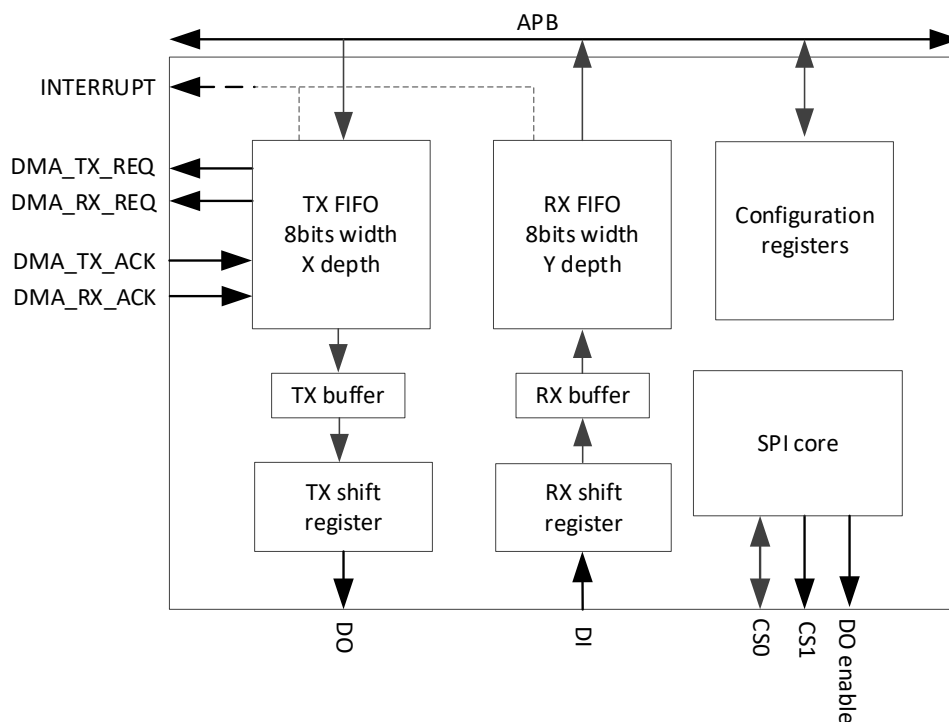 APB
INTERRUPT
DMA_TX_REQ
DMA_RX_REQ
DMA_TX_ACK
DMA_RX_ACK
TX FIFO
8bits width
X depth
RX FIFO
8bits width
Y depth
Configuration
registers
TX buffer
RX buffer
SPI core
TX shift
register
RX shift
register
DO
DI
CS0
CS1
DO enable